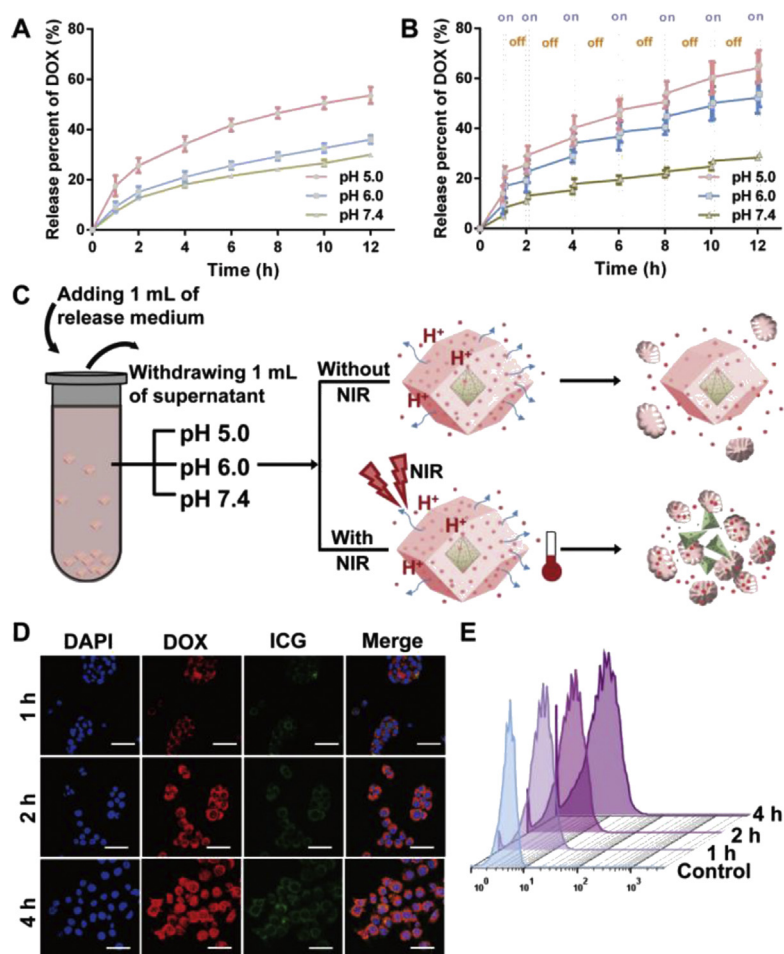 A
Release percent of DOX (%)
80
60
40
20
0
0 2 4 6 8 10 12
Time (h)
pH 5.0
pH 6.0
pH 7.4
B
on on on on on on on
off off off off off off
Release percent of DOX (%)
80
60
40
20
0
0 2 4 6 8 10 12
Time (h)
pH 5.0
pH 6.0
pH 7.4
C
Adding 1 mL of
release medium
Withdrawing 1 mL
of supernatant
pH 5.0
pH 6.0
pH 7.4
Without
NIR
H+
H+
H+
With
NIR
NIR
H+
H+
H+
D
DAPI DOX ICG Merge
1 h
2 h
4 h
E
4 h
2 h
1 h
Control
10^0 10^1 10^2 10^3